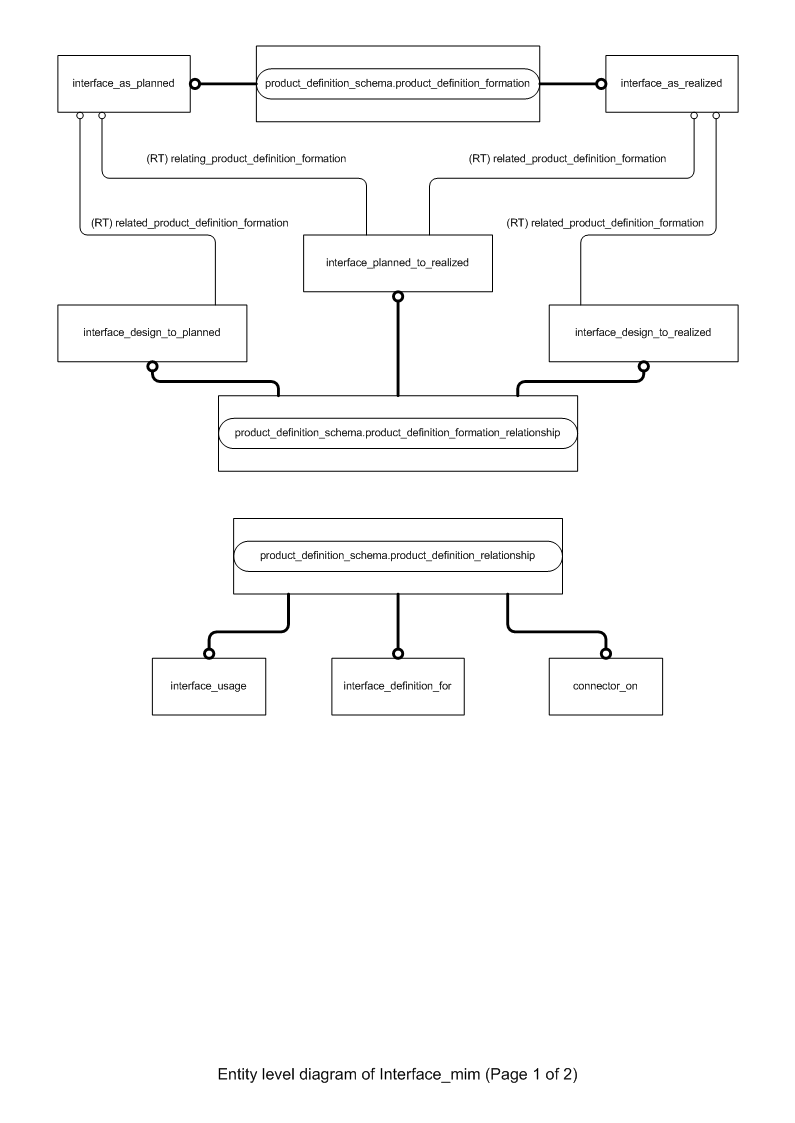 interface_as_planned
product_definition_schema.product_definition_formation
interface_as_realized
(RT) relating_product_definition_formation
(RT) related_product_definition_formation
(RT) related_product_definition_formation
(RT) related_product_definition_formation
interface_planned_to_realized
interface_design_to_planned
interface_design_to_realized
product_definition_schema.product_definition_formation_relationship
product_definition_schema.product_definition_relationship
interface_usage
interface_definition_for
connector_on
Entity level diagram of Interface_mim (Page 1 of 2)